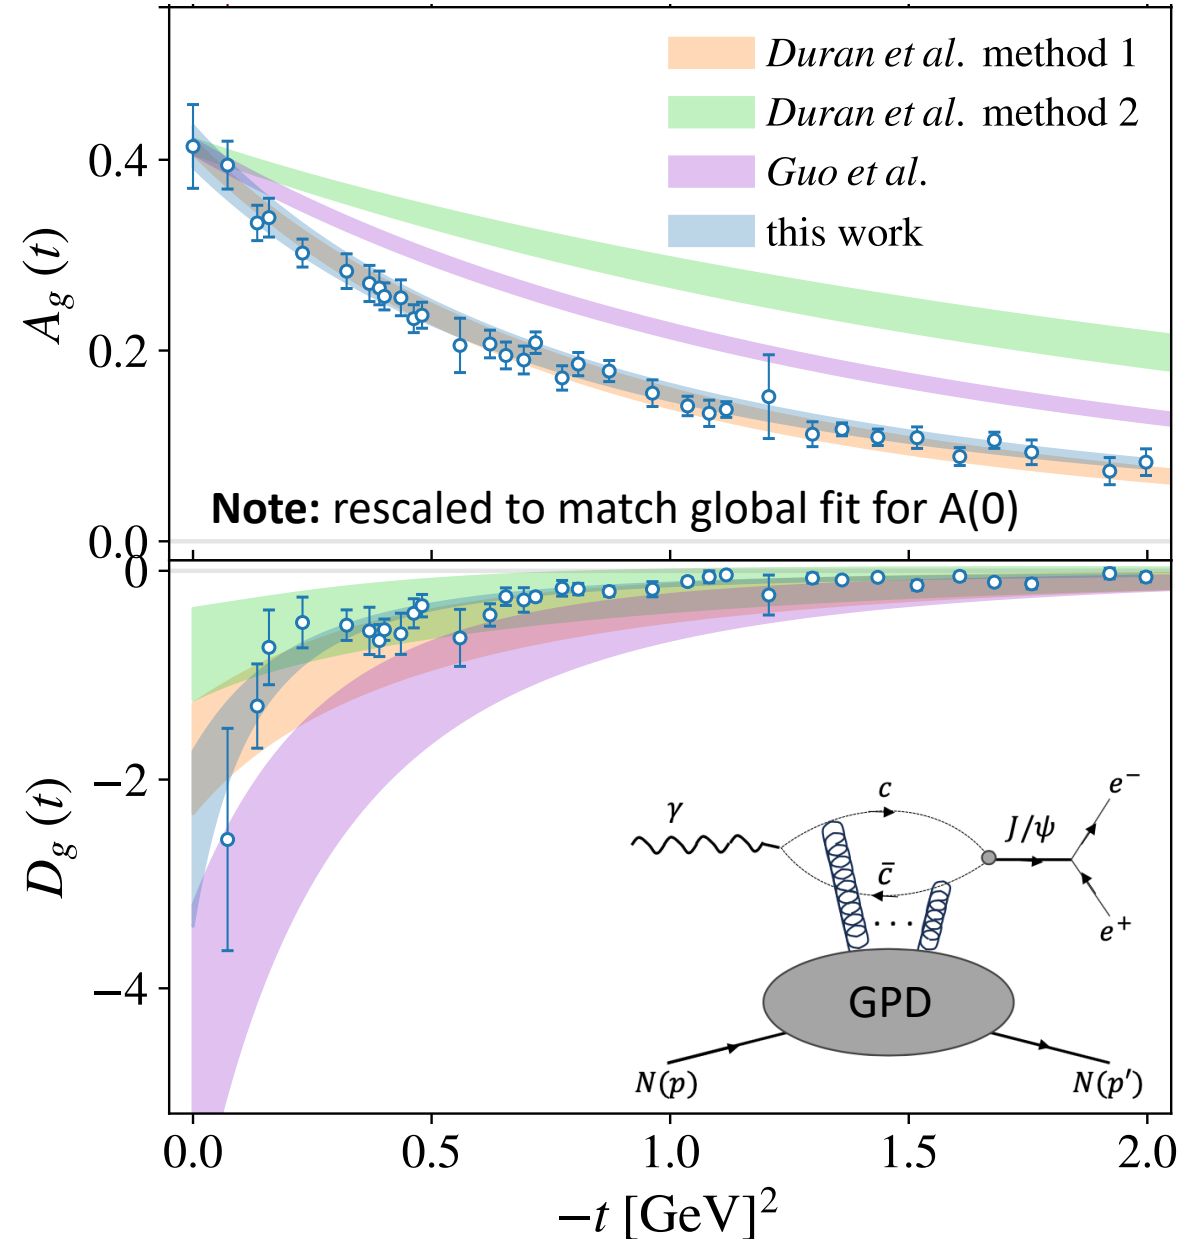 Duran et al. method 1
Duran et al. method 2
Guo et al.
this work
A_g (t)
0.4
0.2
0.0
Note: rescaled to match global fit for A(0)
D_g (t)
0
−2
−4
γ
c
c̄
J/ψ
e⁻
e⁺
. . .
GPD
N(p)
N(p′)
0.0 0.5 1.0 1.5 2.0
−t [GeV]²